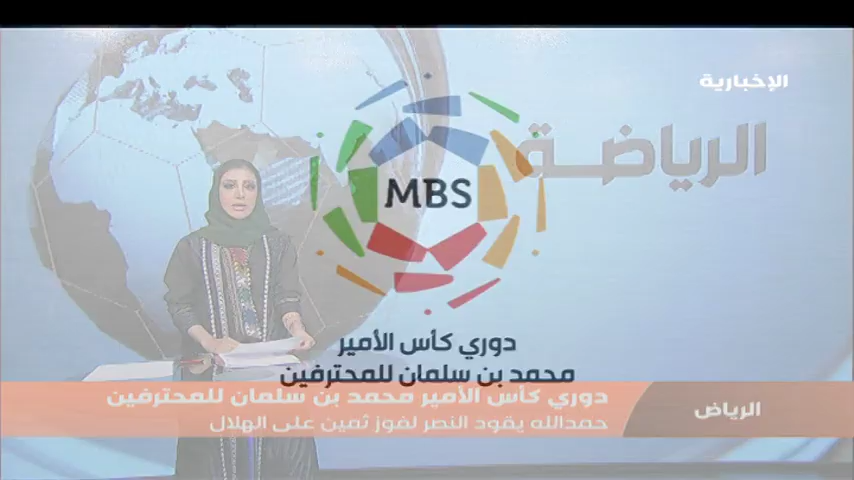 الإخبارية
الرياضة
MBS
دوري كأس الأمير
محمد بن سلمان للمحترفين
دوري كأس الأمير محمد بن سلمان للمحترفين
الرياض
حمدالله يقود النصر لفوز ثمين على الهلال